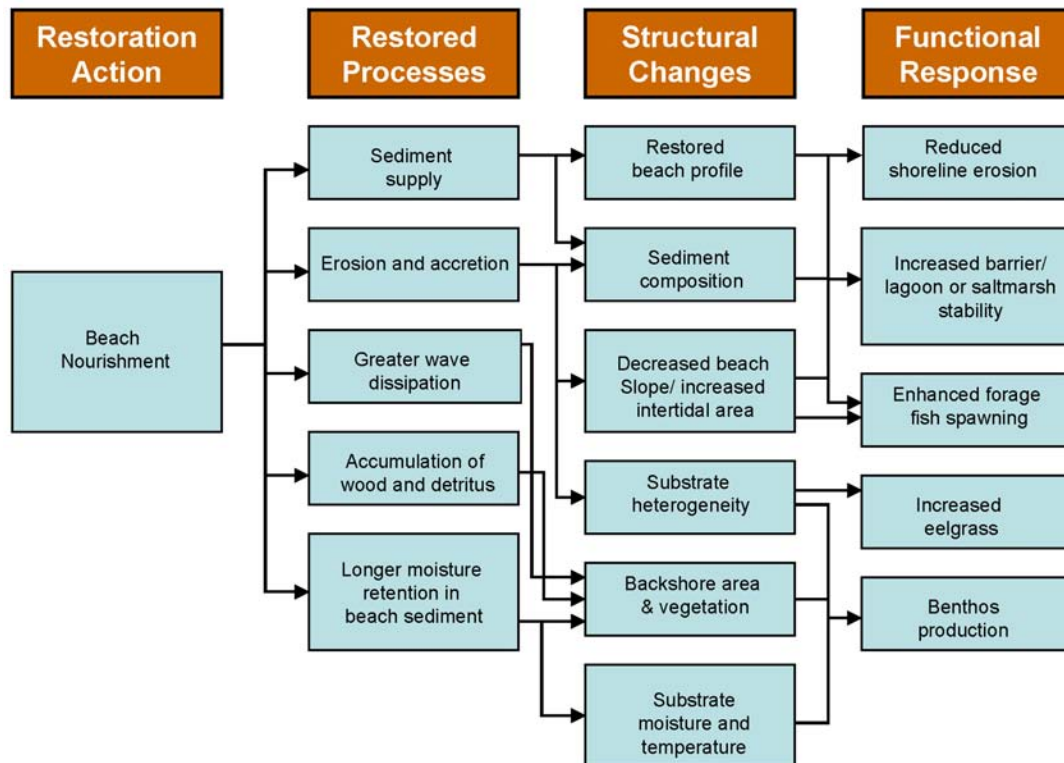 Restoration
Action
Restored
Processes
Structural
Changes
Functional
Response
Beach
Nourishment
Sediment
supply
Erosion and accretion
Greater wave
dissipation
Accumulation of
wood and detritus
Longer moisture
retention in
beach sediment
Restored
beach profile
Sediment
composition
Decreased beach
Slope/ increased
intertidal area
Substrate
heterogeneity
Backshore area
& vegetation
Substrate
moisture and
temperature
Reduced
shoreline erosion
Increased barrier/
lagoon or saltmarsh
stability
Enhanced forage
fish spawning
Increased
eelgrass
Benthos
production